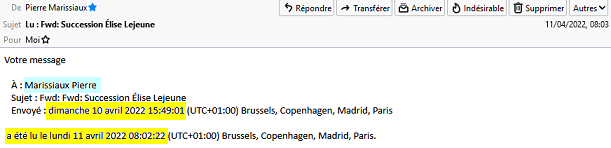 De Pierre Marissiaux Répondre Transférer Archiver Indésirable Supprimer Autres
Sujet Lu : Fwd: Succession Élise Lejeune 11/04/2022, 08:03
Pour Moi
Votre message
À : Marissiaux Pierre
Sujet : Fwd: Fwd: Succession Élise Lejeune
Envoyé : dimanche 10 avril 2022 15:49:01 (UTC+01:00) Brussels, Copenhagen, Madrid, Paris
a été lu le lundi 11 avril 2022 08:02:22 (UTC+01:00) Brussels, Copenhagen, Madrid, Paris.